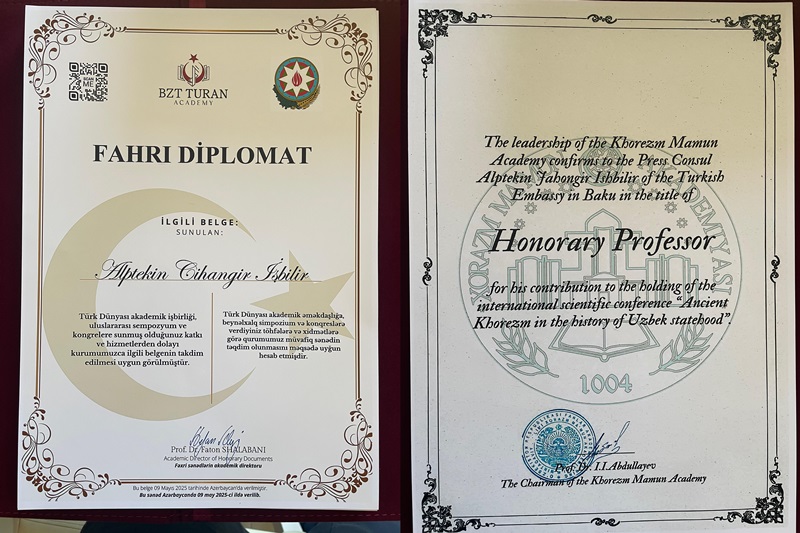 SCAN
ME
BZT TURAN
ACADEMY
FAHRI DİPLOMAT
İLGİLİ BELGE:
SUNULAN:
Alptekin Cihangir İşbilir
Türk Dünyası akademik işbirliği,
uluslararası sempozyum ve
kongrelere sunmuş olduğunuz katkı
ve hizmetlerden dolayı
kurumumuzca ilgili belgenin takdim
edilmesi uygun görülmüştür.
Türk Dünyası akademik əməkdaşlığa,
beynəlxalq simpozium ve konqreslərə
verdiyiniz töhfələrə və xidmətlərə
görə qurumumuz müvafiq sənədin
təqdim olunmasını məqsədə uyğun
hesab etmişdir.
Prof. Dr. Faton SHALABANI
Academic Director of Honorary Documents
Fəxri sənədlərin akademik direktoru
Bu belge 09 Mayıs 2025 tarihinde Azerbaycan'da verilmiştir.
Bu sənəd Azərbaycanda 09 may 2025-ci ildə verilib.
The leadership of the Khorezm Mamun
Academy confirms to the Press Consul
Alptekin Jahongir Ishbilir of the Turkish
Embassy in Baku in the title of
Honorary Professor
for his contribution to the holding of the
international scientific conference "Ancient
Khorezm in the history of Uzbek statehood".
XORAZM MAMUN AKADEMIYASI
1004
Prof. Dr. I.I.Abdullayev
The Chairman of the Khorezm Mamun Academy